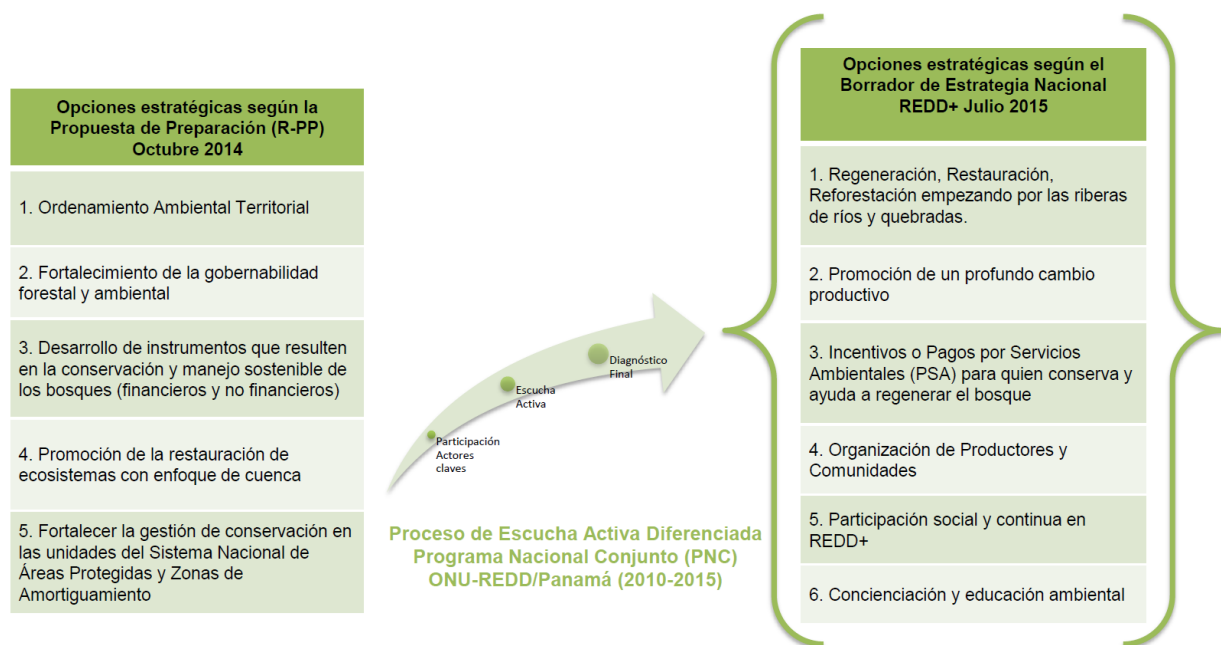 Opciones estratégicas según la
Propuesta de Preparación (R-PP)
Octubre 2014
1. Ordenamiento Ambiental Territorial
2. Fortalecimiento de la gobernabilidad
forestal y ambiental
3. Desarrollo de instrumentos que resulten
en la conservación y manejo sostenible de
los bosques (financieros y no financieros)
4. Promoción de la restauración de
ecosistemas con enfoque de cuenca
5. Fortalecer la gestión de conservación en
las unidades del Sistema Nacional de
Áreas Protegidas y Zonas de
Amortiguamiento
Participación
Actores
claves
Escucha
Activa
Diagnóstico
Final
Proceso de Escucha Activa Diferenciada
Programa Nacional Conjunto (PNC)
ONU-REDD/Panamá (2010-2015)
Opciones estratégicas según el
Borrador de Estrategia Nacional
REDD+ Julio 2015
1. Regeneración, Restauración,
Reforestación empezando por las riberas
de ríos y quebradas.
2. Promoción de un profundo cambio
productivo
3. Incentivos o Pagos por Servicios
Ambientales (PSA) para quien conserva y
ayuda a regenerar el bosque
4. Organización de Productores y
Comunidades
5. Participación social y continua en
REDD+
6. Concienciación y educación ambiental